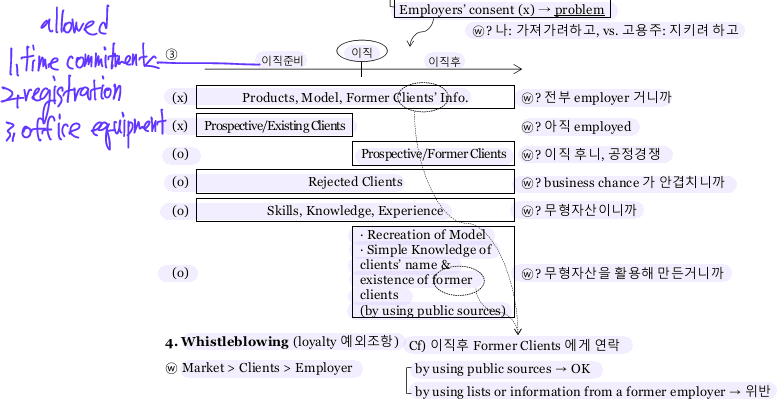 Employers' consent (x) → problem
ⓦ? 나: 가져가려하고, vs. 고용주: 지키려 하고
allowed
1, time commitments
2, registration
3, office equipment
③
이직준비
이직
이직후
(x) Products, Model, Former Clients' Info. ⓦ? 전부 employer 거니까
(x) Prospective/Existing Clients ⓦ? 아직 employed
(o) Prospective/Former Clients ⓦ? 이직 후니, 공정경쟁
(o) Rejected Clients ⓦ? business chance 가 안겹치니까
(o) Skills, Knowledge, Experience ⓦ? 무형자산이니까
· Recreation of Model
· Simple Knowledge of
clients' name &
(o) existence of former ⓦ? 무형자산을 활용해 만든거니까
clients
(by using public sources)
4. Whistleblowing (loyalty 예외조항)
ⓦ Market > Clients > Employer
Cf) 이직후 Former Clients 에게 연락
by using public sources → OK
by using lists or information from a former employer → 위반